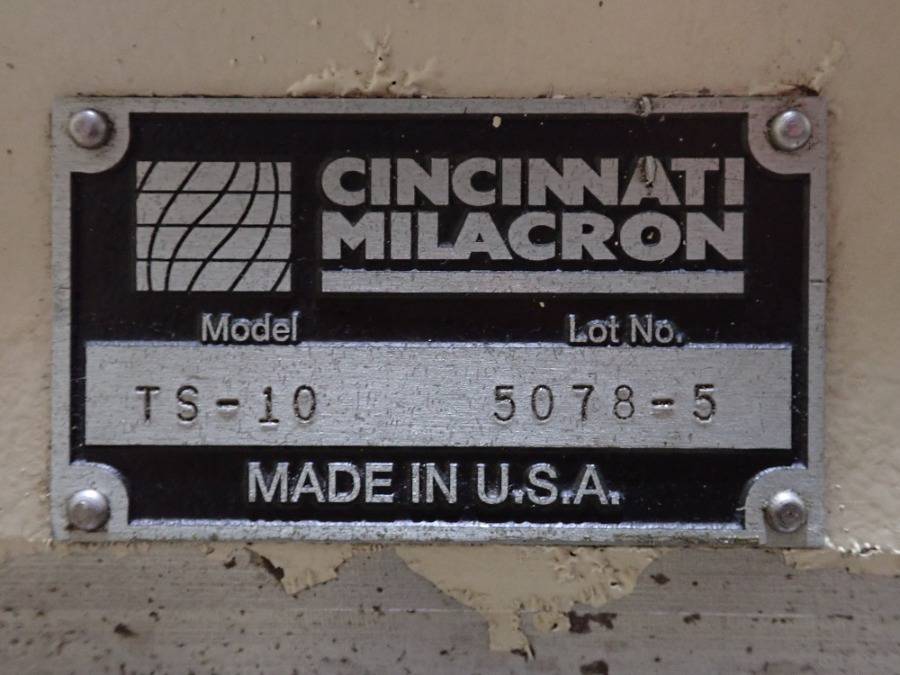 CINCINNATI
MILACRON
Model Lot No.
TS-10 5078-5
MADE IN U.S.A.